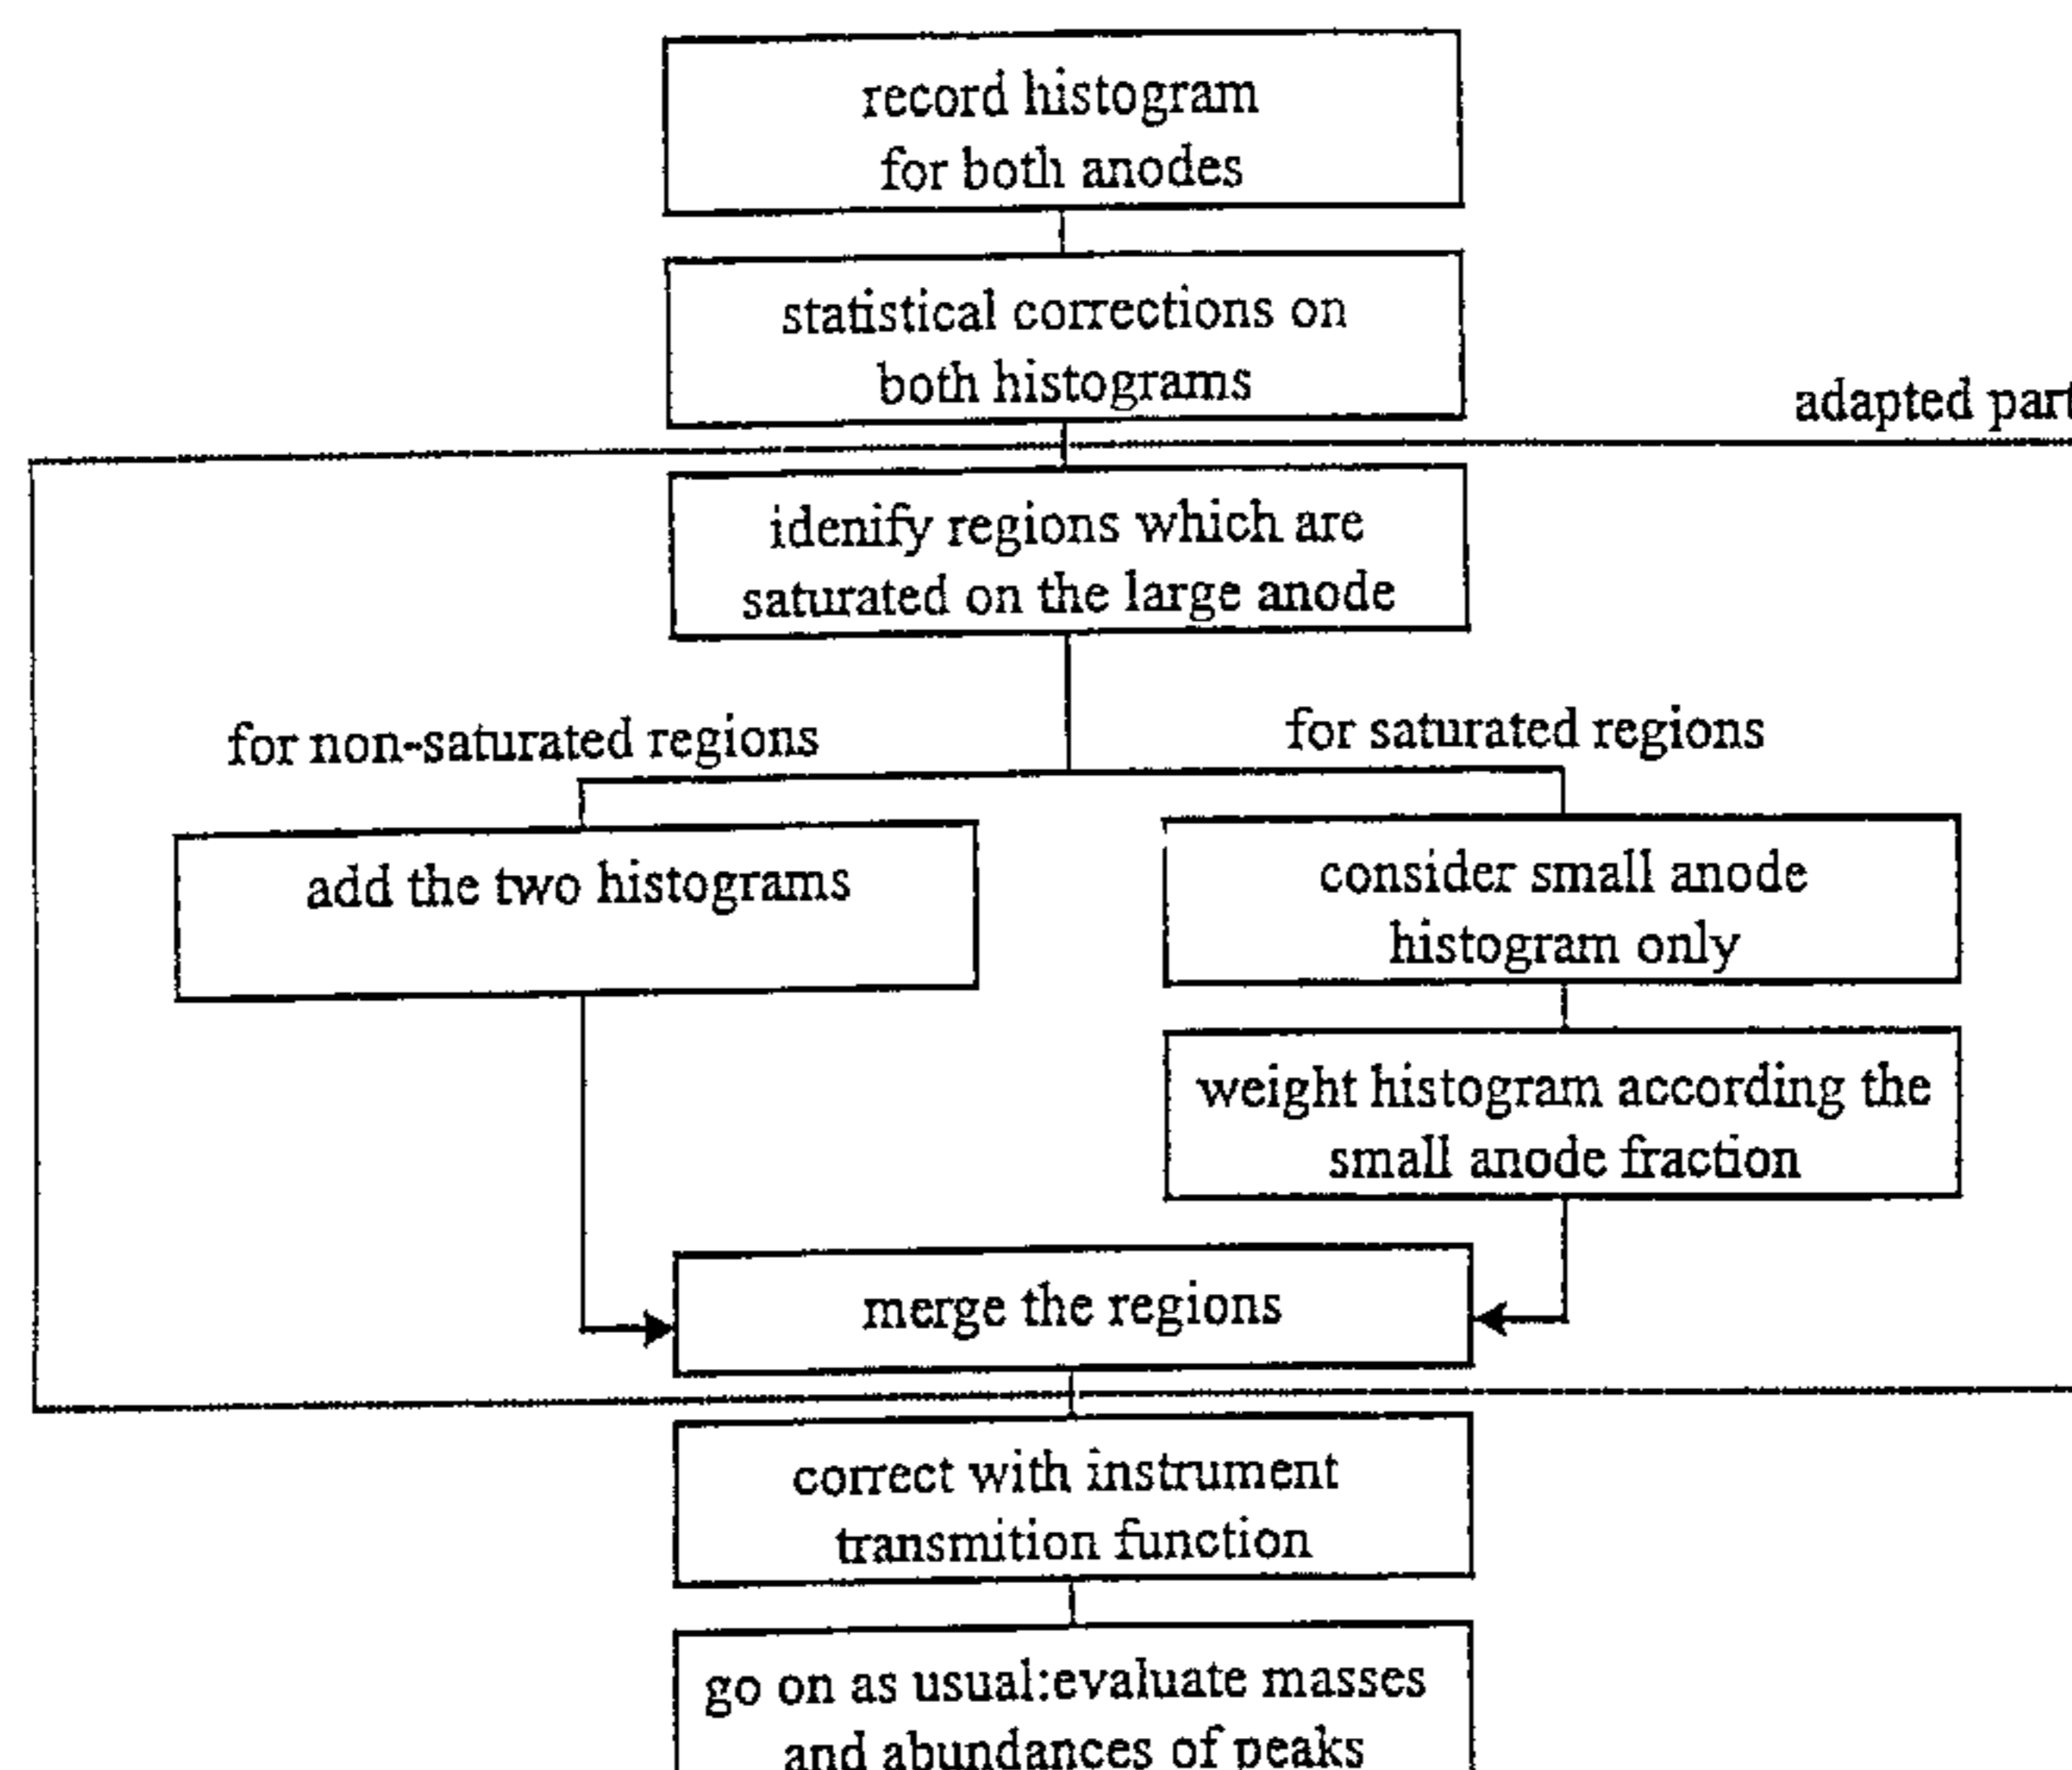 record histogram
for both anodes
statistical corrections on
both histograms
adapted part
idenify regions which are
saturated on the large anode
for non-saturated regions
for saturated regions
add the two histograms
consider small anode
histogram only
weight histogram according the
small anode fraction
merge the regions
correct with instrument
transmition function
go on as usual:evaluate masses
and abundances of peaks